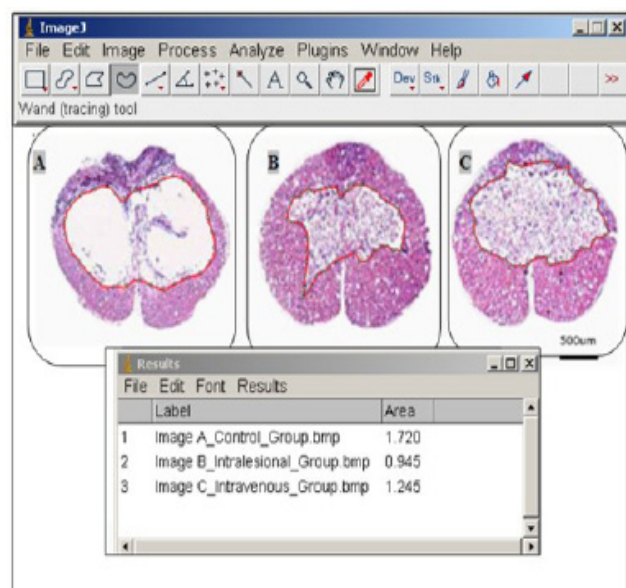 ImageJ
File Edit Image Process Analyze Plugins Window Help
A Dev Stk >>
Wand (tracing) tool
A B C
500um
Results
File Edit Font Results
Label Area
1 Image A_Control_Group.bmp 1.720
2 Image B_Intralesional_Group.bmp 0.945
3 Image C_Intravenous_Group.bmp 1.245